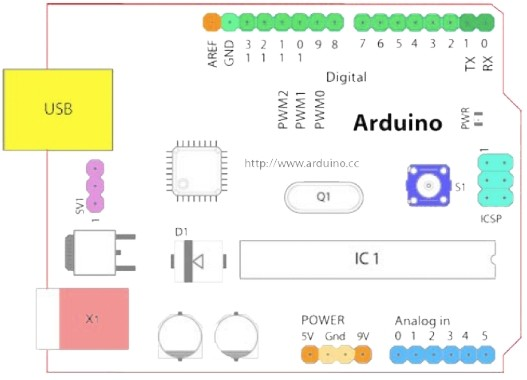 AREF GND 13 12 11 10 9 8 7 6 5 4 3 2 1 0
TX RX
Digital
USB
PWM2 PWM1 PWM0
Arduino
PWR
http://www.arduino.cc
1
SV1
1
Q1
S1
ICSP
D1
IC 1
X1
POWER
5V Gnd 9V
Analog in
0 1 2 3 4 5